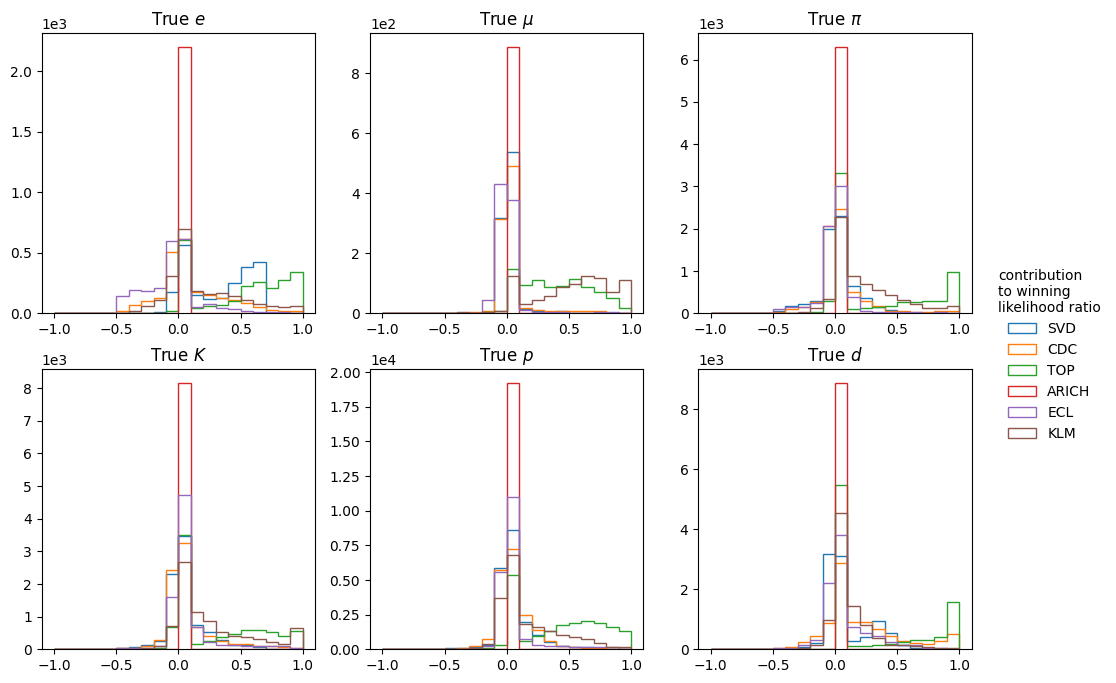 True e
1e3
2.0
1.5
1.0
0.5
0.0
−1.0 −0.5 0.0 0.5 1.0
True μ
1e2
8
6
4
2
0
−1.0 −0.5 0.0 0.5 1.0
True π
1e3
6
5
4
3
2
1
0
−1.0 −0.5 0.0 0.5 1.0
True K
1e3
8
7
6
5
4
3
2
1
0
−1.0 −0.5 0.0 0.5 1.0
True p
1e4
2.00
1.75
1.50
1.25
1.00
0.75
0.50
0.25
0.00
−1.0 −0.5 0.0 0.5 1.0
True d
1e3
8
6
4
2
0
−1.0 −0.5 0.0 0.5 1.0
contribution
to winning
likelihood ratio
SVD
CDC
TOP
ARICH
ECL
KLM